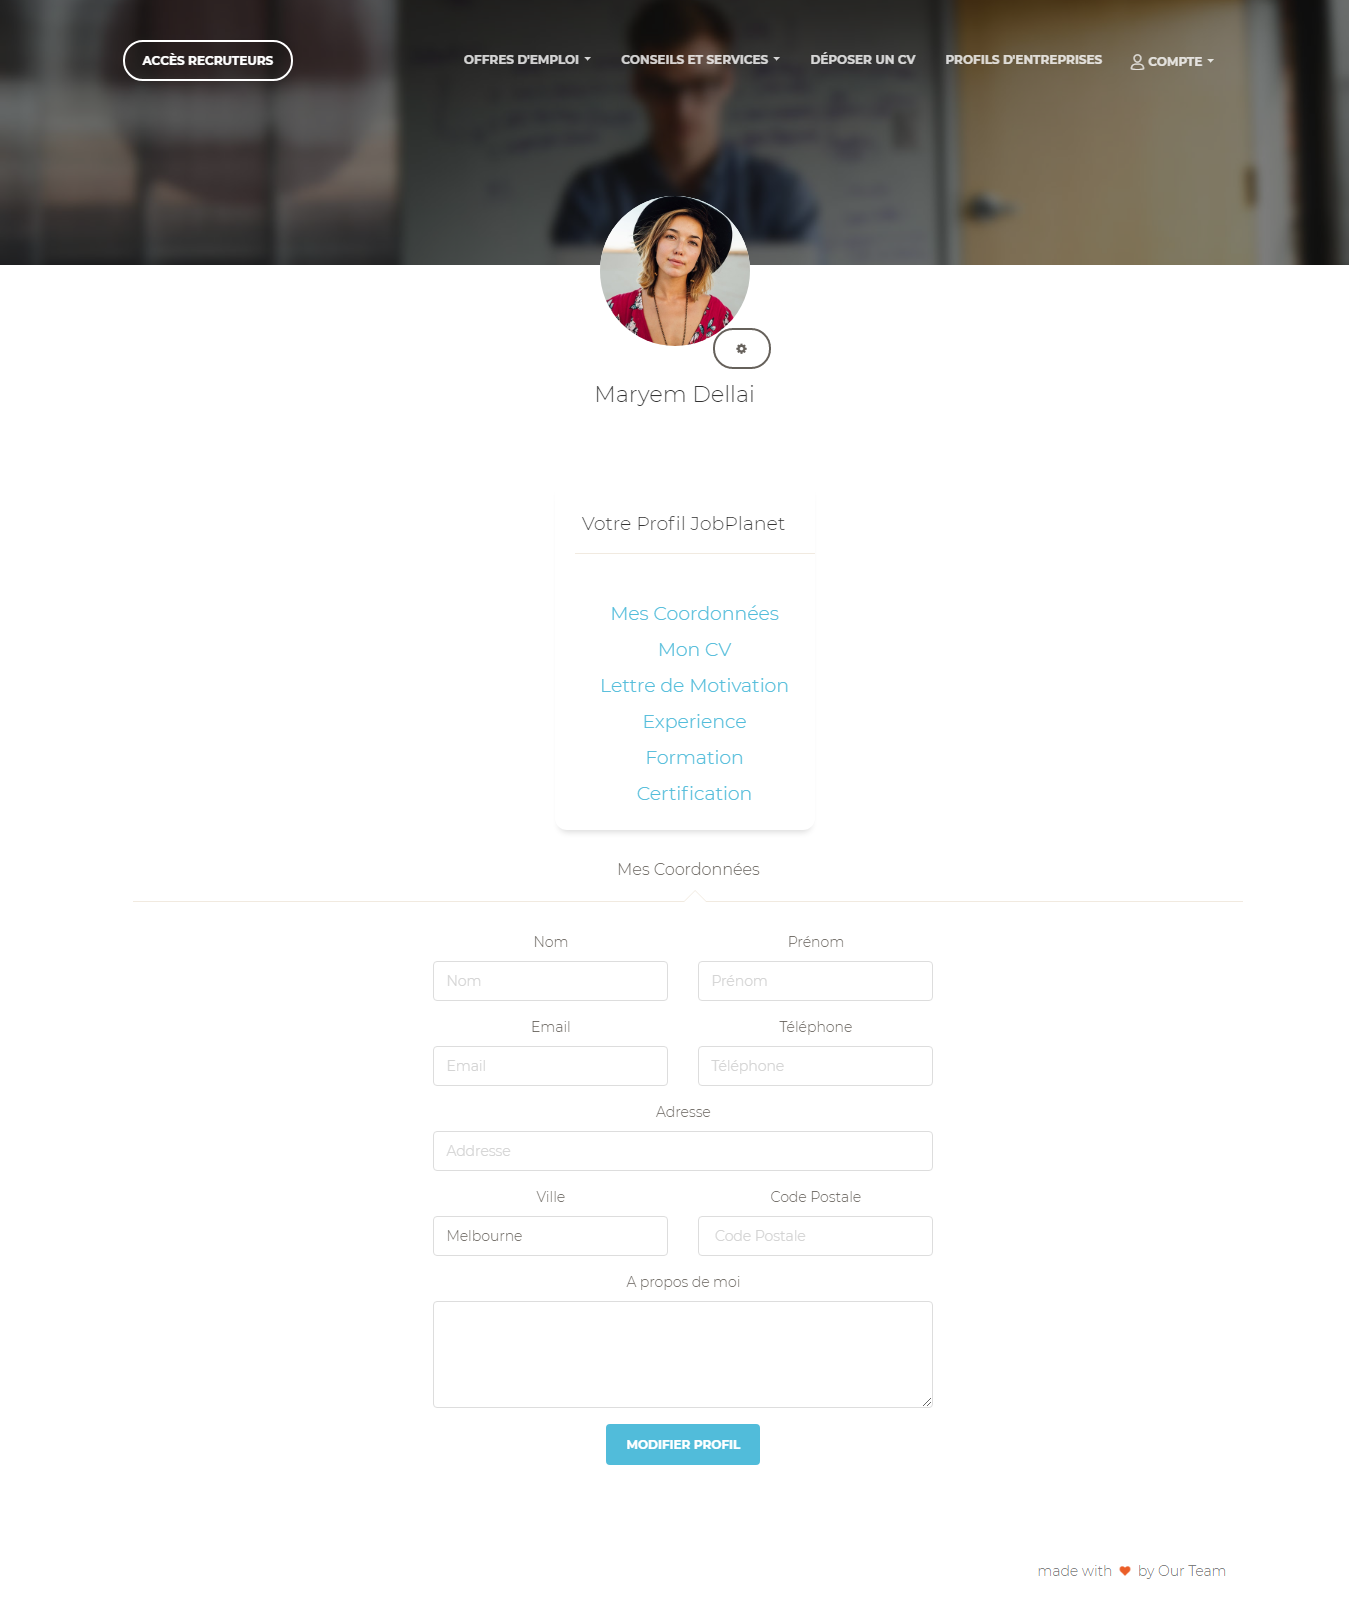 ACCÈS RECRUTEURS
OFFRES D'EMPLOI
CONSEILS ET SERVICES
DÉPOSER UN CV
PROFILS D'ENTREPRISES
COMPTE
Maryem Dellai
Votre Profil JobPlanet
Mes Coordonnées
Mon CV
Lettre de Motivation
Experience
Formation
Certification
Mes Coordonnées
Nom
Prénom
Nom
Prénom
Email
Téléphone
Email
Téléphone
Adresse
Addresse
Ville
Code Postale
Melbourne
Code Postale
A propos de moi
MODIFIER PROFIL
made with ❤ by Our Team